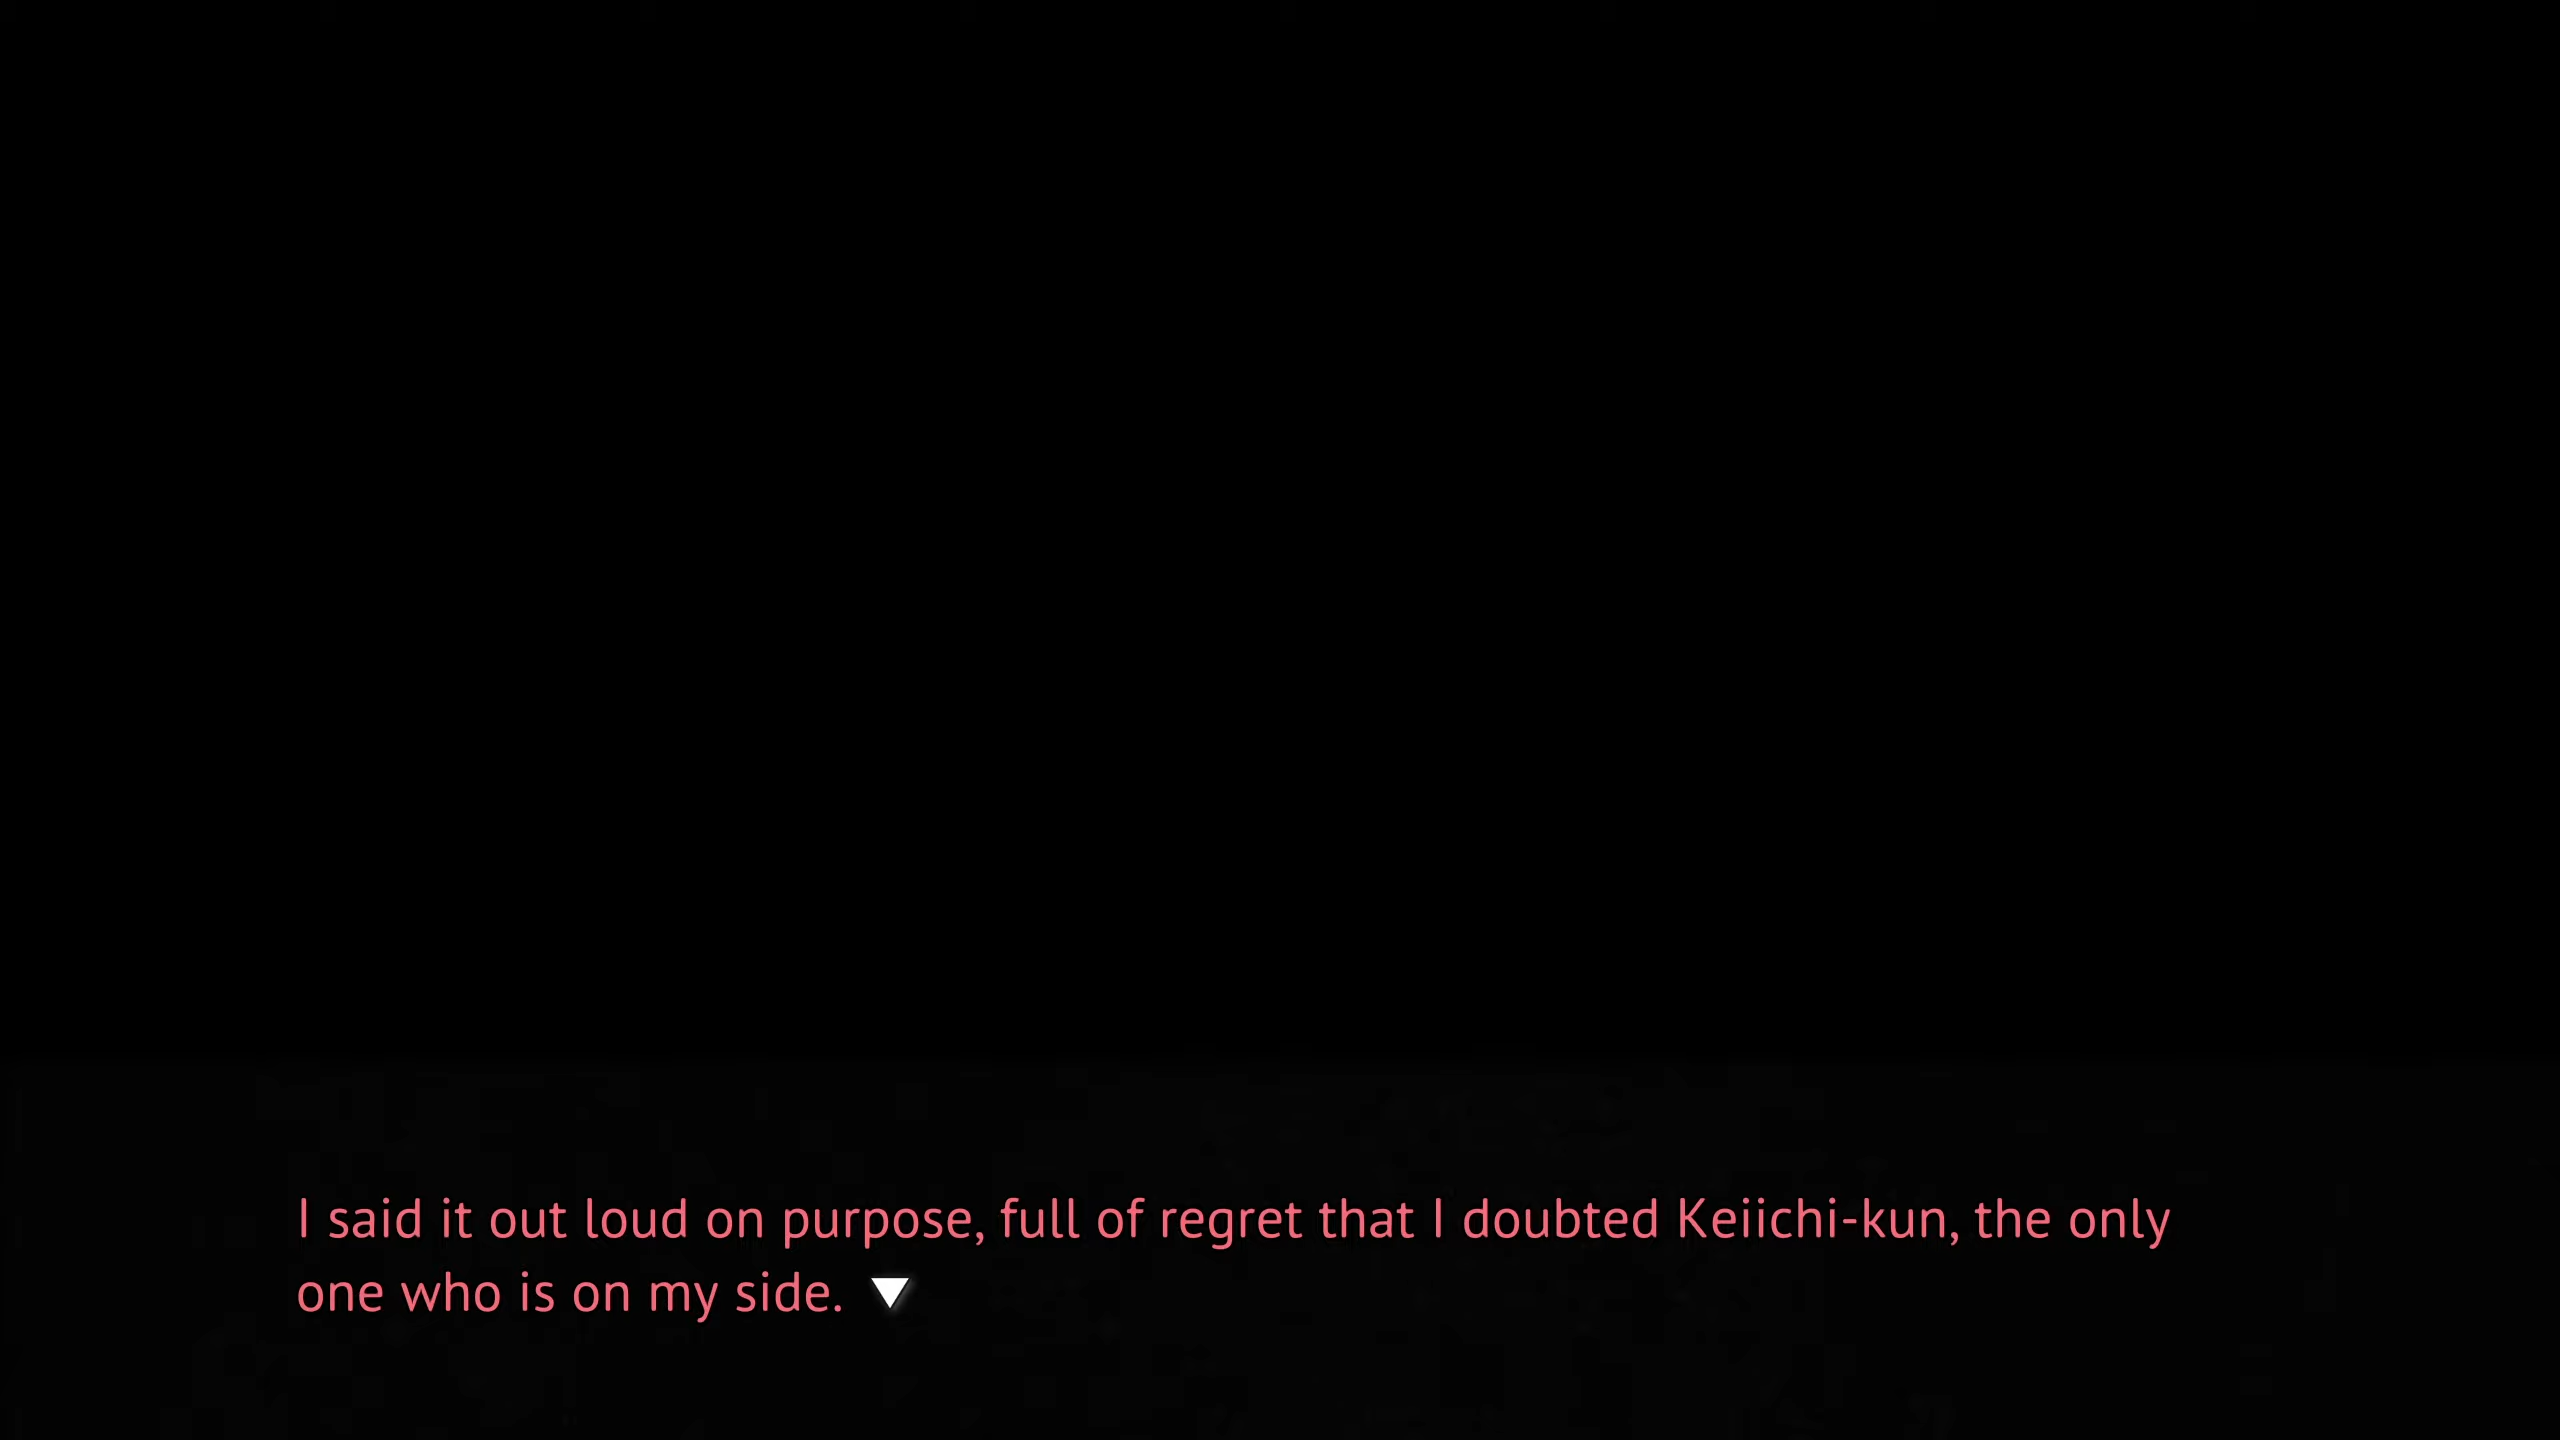 I said it out loud on purpose, full of regret that I doubted Keiichi-kun, the only
one who is on my side.